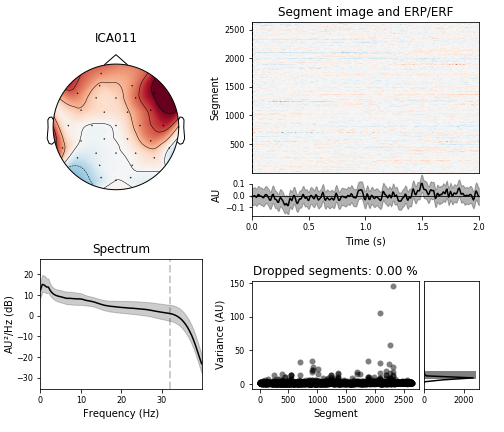 ICA011
Segment image and ERP/ERF
Segment
2500
2000
1500
1000
500
AU
0.1
0.0
−0.1
0.0 0.5 1.0 1.5 2.0
Time (s)
Spectrum
AU²/Hz (dB)
20
10
0
−10
−20
−30
0 10 20 30
Frequency (Hz)
Dropped segments: 0.00 %
Variance (AU)
150
100
50
0
0 500 1000 1500 2000 2500
Segment
0 2000